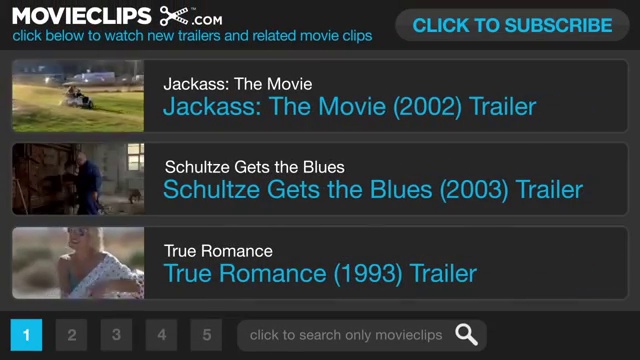 MOVIECLIPS .COM
click below to watch new trailers and related movie clips
CLICK TO SUBSCRIBE
Jackass: The Movie
Jackass: The Movie (2002) Trailer
Schultze Gets the Blues
Schultze Gets the Blues (2003) Trailer
True Romance
True Romance (1993) Trailer
1 2 3 4 5 click to search only movieclips